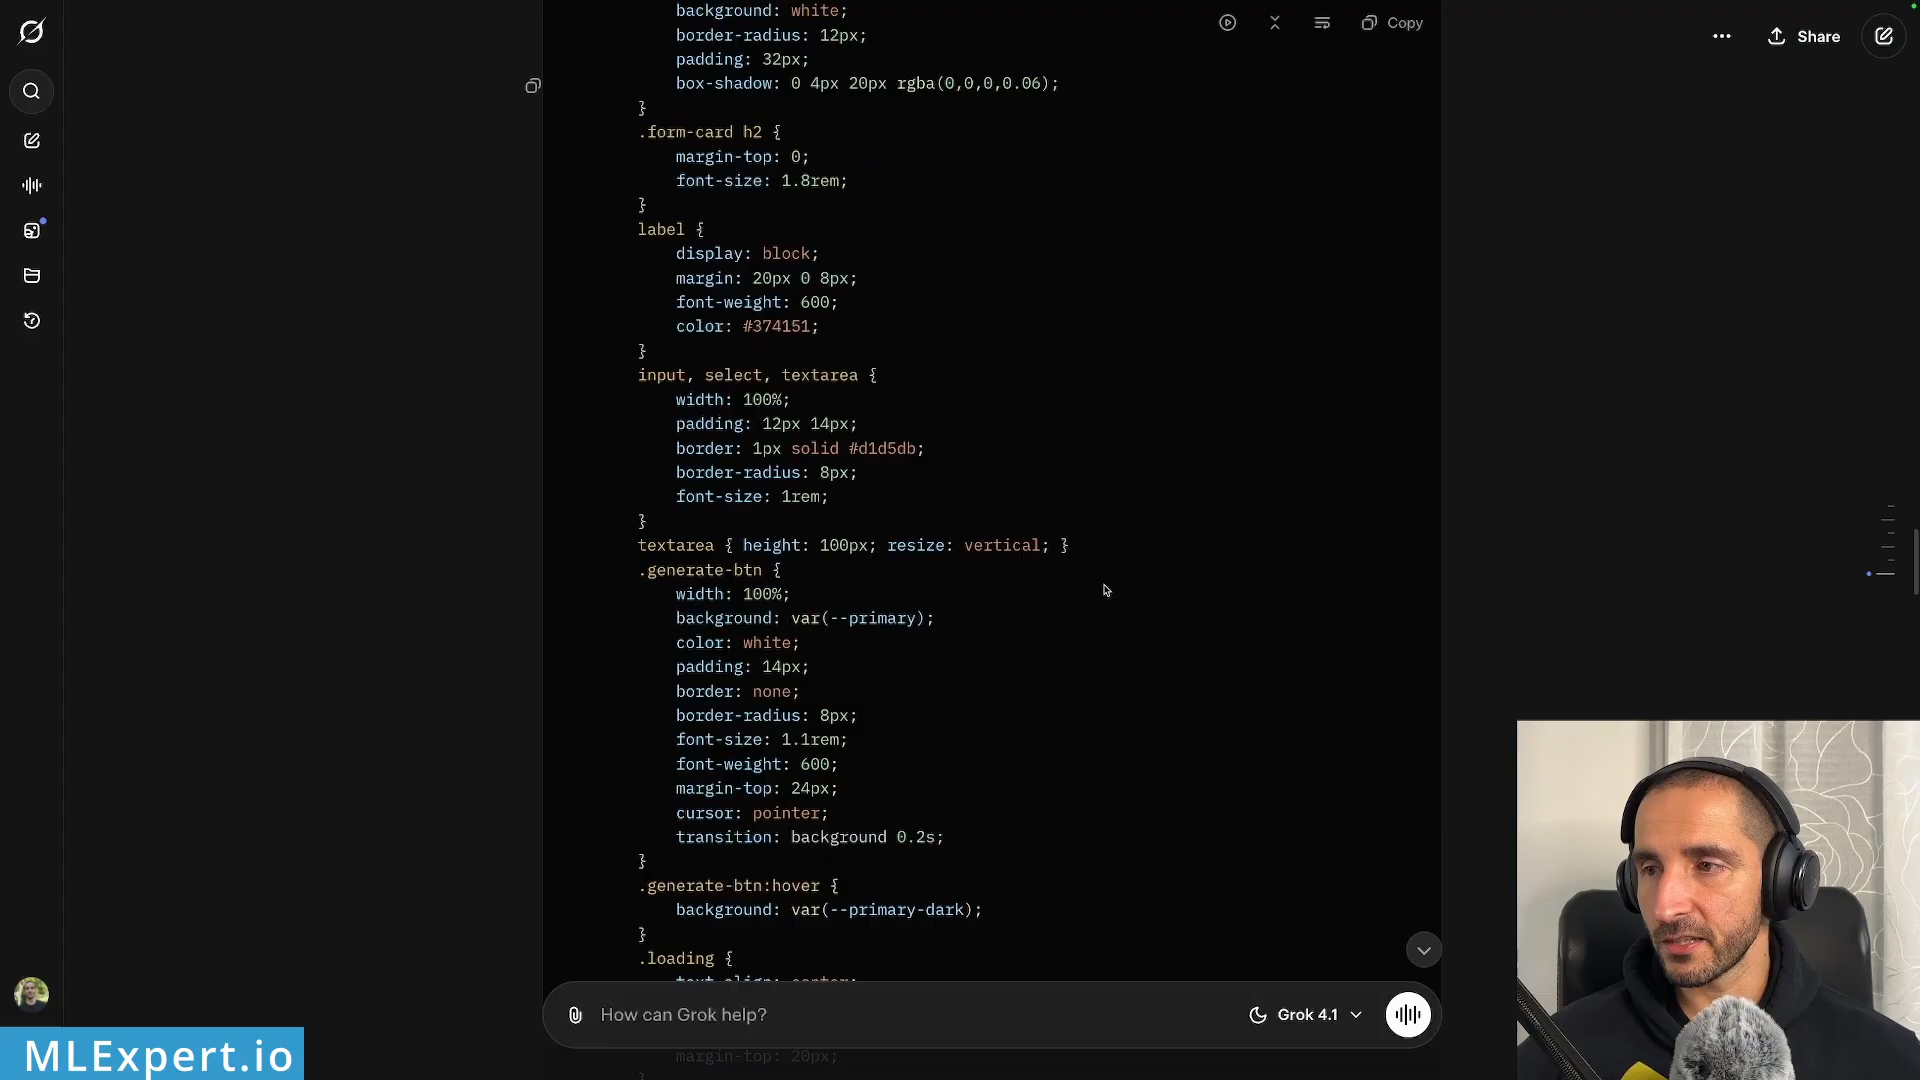 background: white;
Copy
border-radius: 12px;
Share
padding: 32px;
box-shadow: 0 4px 20px rgba(0,0,0,0.06);
}
.form-card h2 {
margin-top: 0;
font-size: 1.8rem;
}
label {
display: block;
margin: 20px 0 8px;
font-weight: 600;
color: #374151;
}
input, select, textarea {
width: 100%;
padding: 12px 14px;
border: 1px solid #d1d5db;
border-radius: 8px;
font-size: 1rem;
}
textarea { height: 100px; resize: vertical; }
.generate-btn {
width: 100%;
background: var(--primary);
color: white;
padding: 14px;
border: none;
border-radius: 8px;
font-size: 1.1rem;
font-weight: 600;
margin-top: 24px;
cursor: pointer;
transition: background 0.2s;
}
.generate-btn:hover {
background: var(--primary-dark);
}
.loading {
text-align: center;
How can Grok help?
Grok 4.1
margin-top: 20px;
}
MLExpert.io